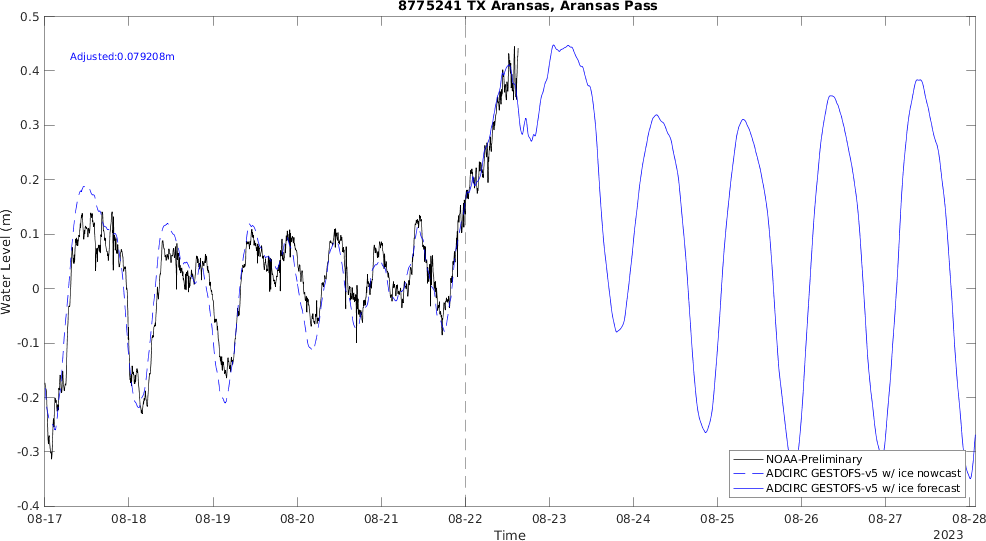 8775241 TX Aransas, Aransas Pass
Adjusted:0.079208m
Water Level (m)
0.5
0.4
0.3
0.2
0.1
0
-0.1
-0.2
-0.3
-0.4
NOAA-Preliminary
ADCIRC GESTOFS-v5 w/ ice nowcast
ADCIRC GESTOFS-v5 w/ ice forecast
08-17 08-18 08-19 08-20 08-21 08-22 08-23 08-24 08-25 08-26 08-27 08-28
Time
2023